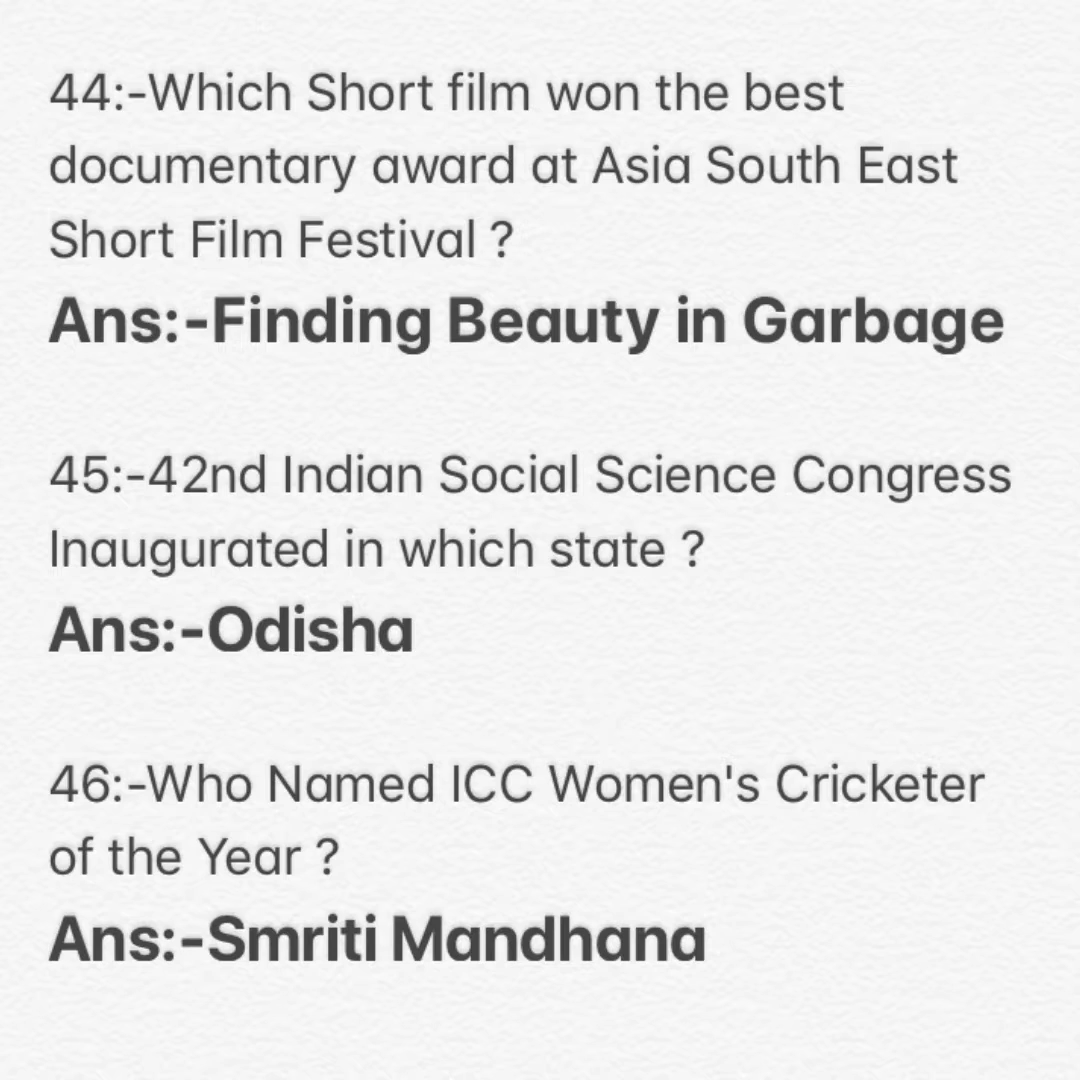 44:-Which Short film won the best
documentary award at Asia South East
Short Film Festival ?
Ans:-Finding Beauty in Garbage
45:-42nd Indian Social Science Congress
Inaugurated in which state ?
Ans:-Odisha
46:-Who Named ICC Women's Cricketer
of the Year ?
Ans:-Smriti Mandhana